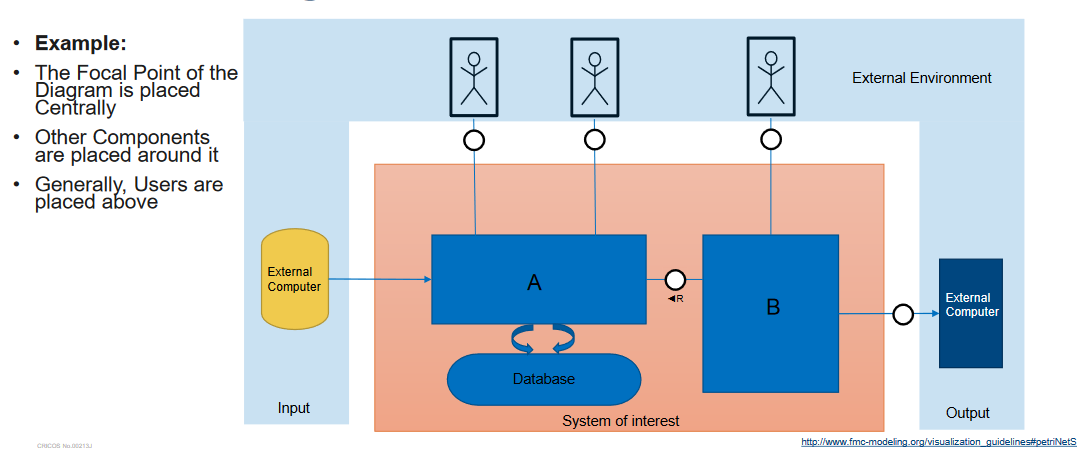 • Example:
• The Focal Point of the
Diagram is placed
Centrally
• Other Components
are placed around it
• Generally, Users are
placed above
External Environment
External
Computer
A
◄R
B
External
Computer
Database
Input
System of interest
Output
CRICOS No.00213J
http://www.fmc-modeling.org/visualization_guidelines#petriNetS